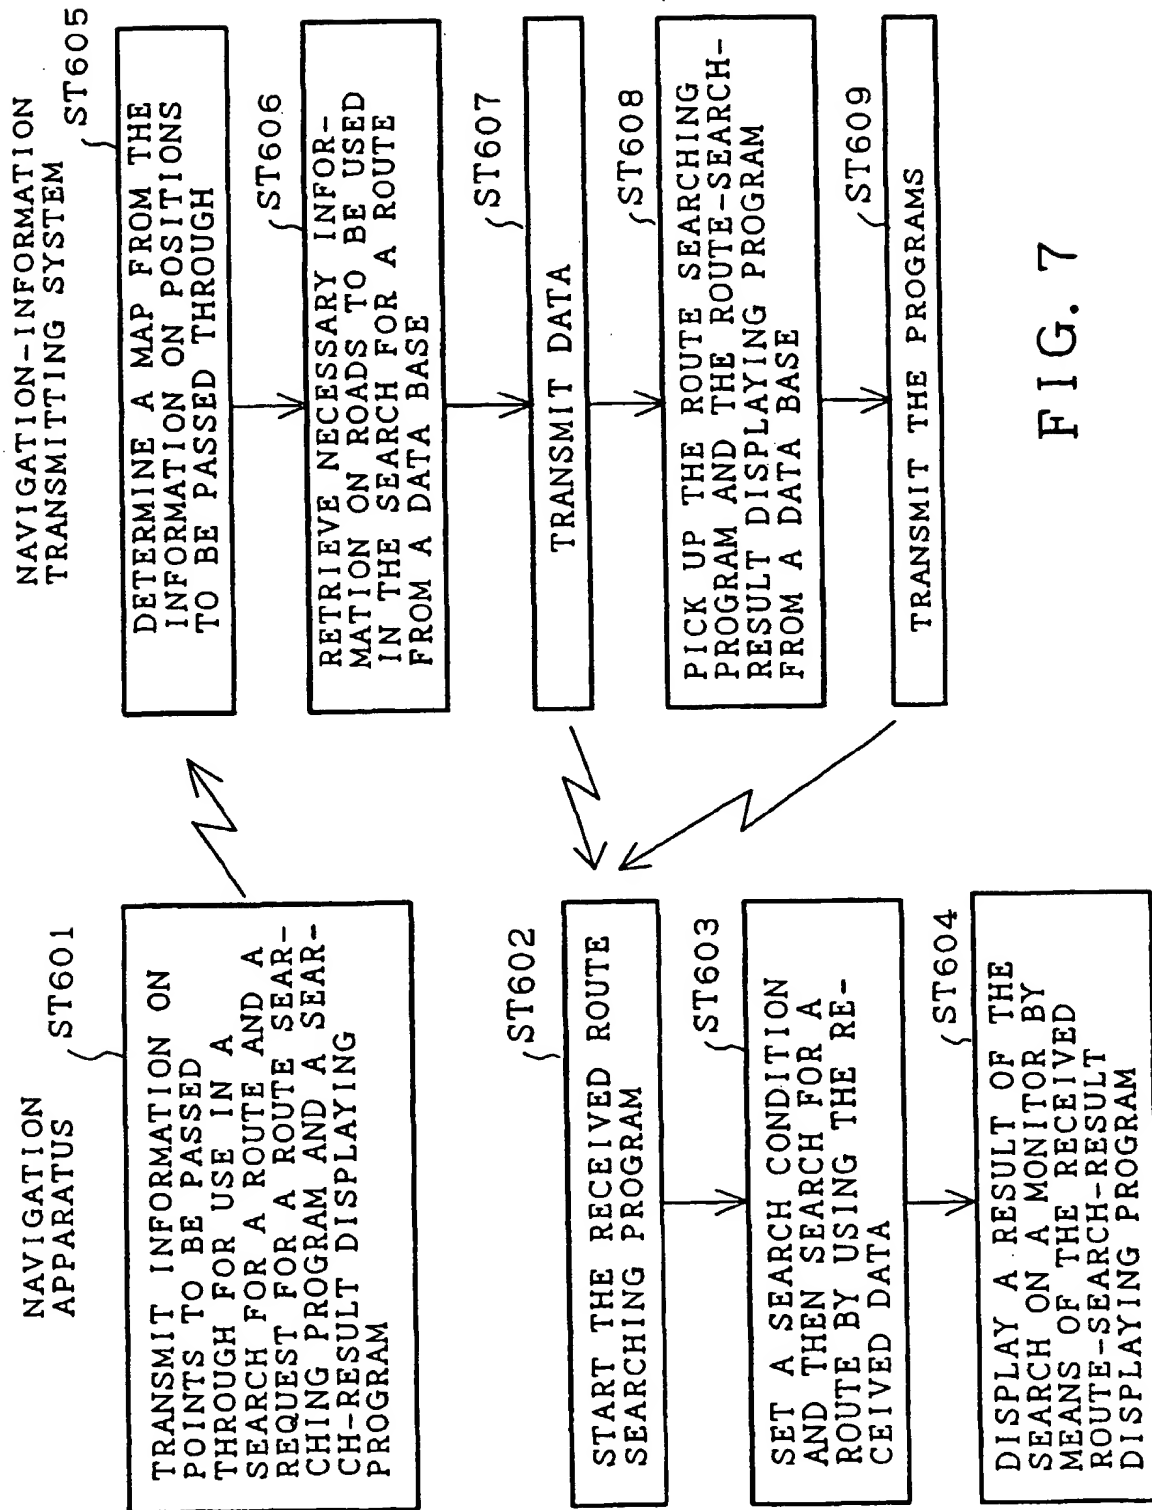 NAVIGATION
APPARATUS
ST601
TRANSMIT INFORMATION ON
POINTS TO BE PASSED
THROUGH FOR USE IN A
SEARCH FOR A ROUTE AND A
REQUEST FOR A ROUTE SEAR-
CHING PROGRAM AND A SEAR-
CH-RESULT DISPLAYING
PROGRAM
ST602
START THE RECEIVED ROUTE
SEARCHING PROGRAM
ST603
SET A SEARCH CONDITION
AND THEN SEARCH FOR A
ROUTE BY USING THE RE-
CEIVED DATA
ST604
DISPLAY A RESULT OF THE
SEARCH ON A MONITOR BY
MEANS OF THE RECEIVED
ROUTE-SEARCH-RESULT
DISPLAYING PROGRAM
NAVIGATION-INFORMATION
TRANSMITTING SYSTEM
ST605
DETERMINE A MAP FROM THE
INFORMATION ON POSITIONS
TO BE PASSED THROUGH
ST606
RETRIEVE NECESSARY INFOR-
MATION ON ROADS TO BE USED
IN THE SEARCH FOR A ROUTE
FROM A DATA BASE
ST607
TRANSMIT DATA
ST608
PICK UP THE ROUTE SEARCHING
PROGRAM AND THE ROUTE-SEARCH-
RESULT DISPLAYING PROGRAM
FROM A DATA BASE
ST609
TRANSMIT THE PROGRAMS
FIG. 7